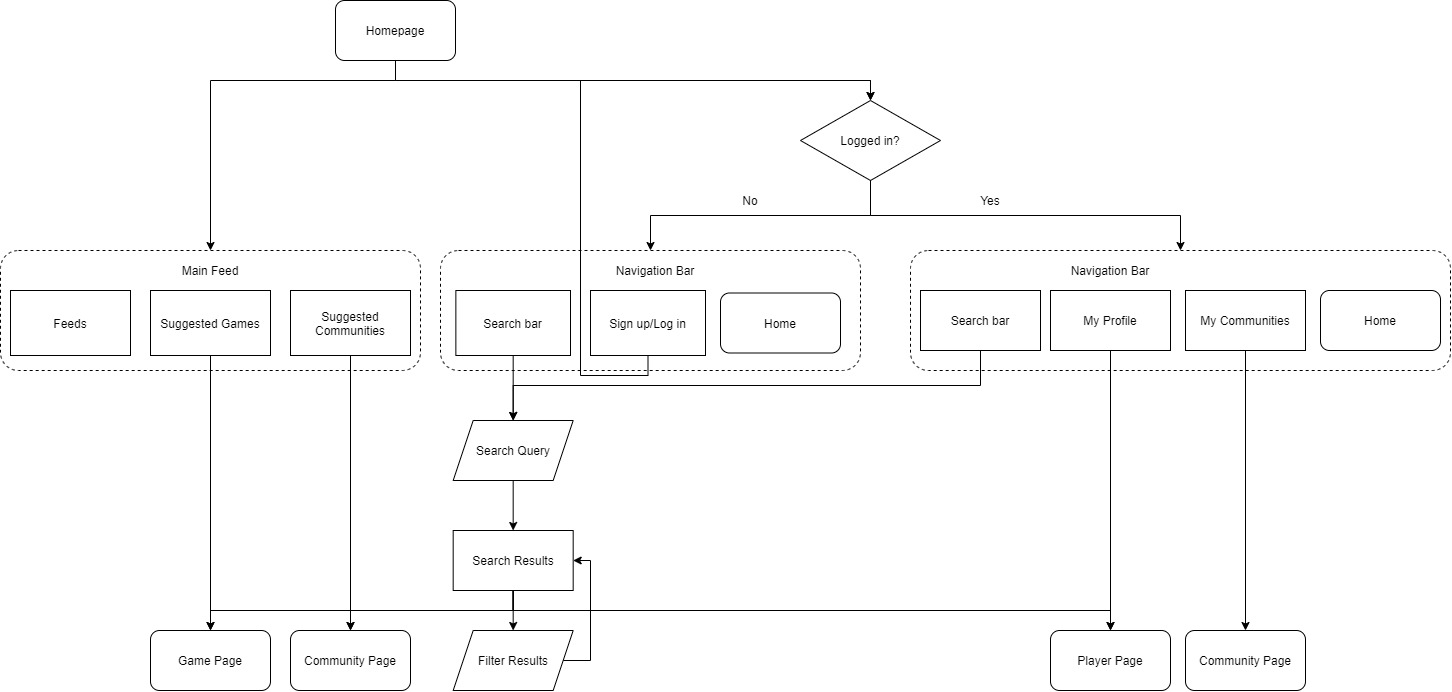 Homepage
Logged in?
No
Yes
Main Feed
Feeds
Suggested Games
Suggested
Communities
Navigation Bar
Search bar
Sign up/Log in
Home
Navigation Bar
Search bar
My Profile
My Communities
Home
Search Query
Search Results
Game Page
Community Page
Filter Results
Player Page
Community Page